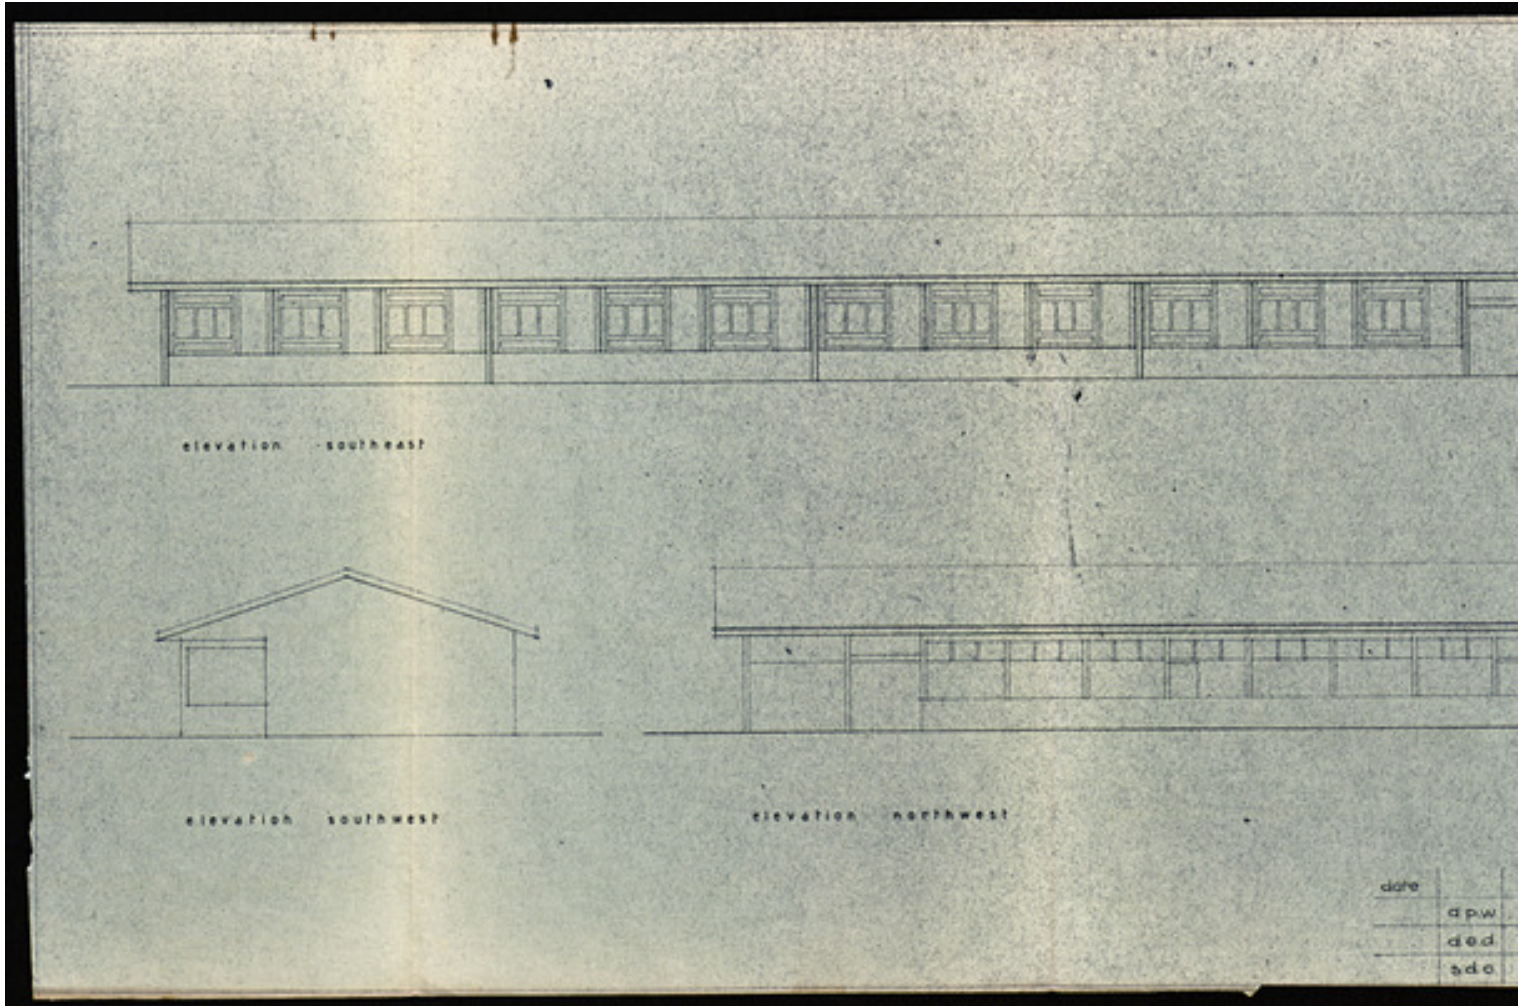 elevation southeast
elevation southwest
elevation northwest
date
a.p.w.
d.e.d.
s.d.o.